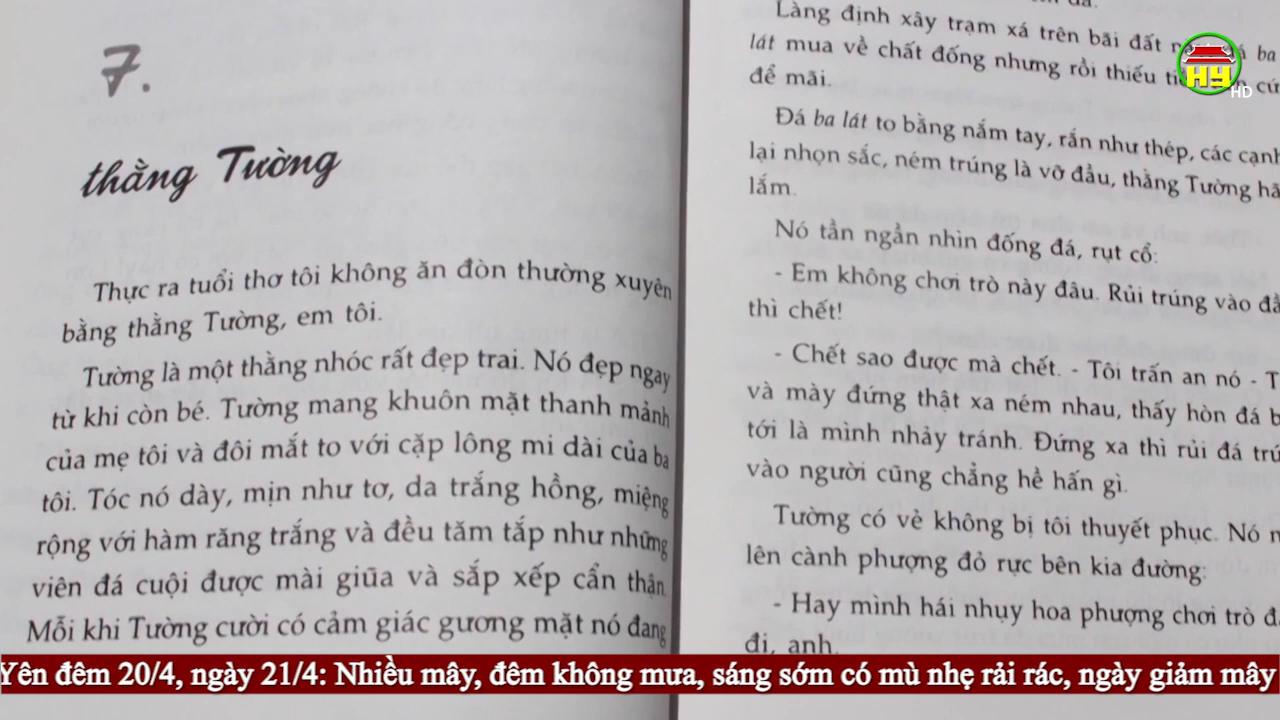 7.
thằng Tường
Thực ra tuổi thơ tôi không ăn đòn thường xuyên
bằng thằng Tường, em tôi.
Tường là một thằng nhóc rất đẹp trai. Nó đẹp ngay
từ khi còn bé. Tường mang khuôn mặt thanh mảnh
của mẹ tôi và đôi mắt to với cặp lông mi dài của ba
tôi. Tóc nó dày, mịn như tơ, da trắng hồng, miệng
rộng với hàm răng trắng và đều tăm tắp như những
viên đá cuội được mài giũa và sắp xếp cẩn thận.
Mỗi khi Tường cười có cảm giác gương mặt nó đang
Làng định xây trạm xá trên bãi đất ba
lát mua về chất đống nhưng rồi thiếu cứ
để mãi.
Đá ba lát to bằng nắm tay, rắn như thép, các cạnh
lại nhọn sắc, ném trúng là vỡ đầu, thằng Tường
lắm.
Nó tần ngần nhìn đống đá, rụt cổ:
- Em không chơi trò này đâu. Rủi trúng vào
thì chết!
- Chết sao được mà chết. - Tôi trấn an nó -
và mày đứng thật xa ném nhau, thấy hòn đá
tới là mình nhảy tránh. Đứng xa thì rủi đá
vào người cũng chẳng hề hấn gì.
Tường có vẻ không bị tôi thuyết phục. Nó
lên cành phượng đỏ rực bên kia đường:
- Hay mình hái nhụy hoa phượng chơi trò
đi, anh.
HY
HD
Yên đêm 20/4, ngày 21/4: Nhiều mây, đêm không mưa, sáng sớm có mù nhẹ rải rác, ngày giảm mây